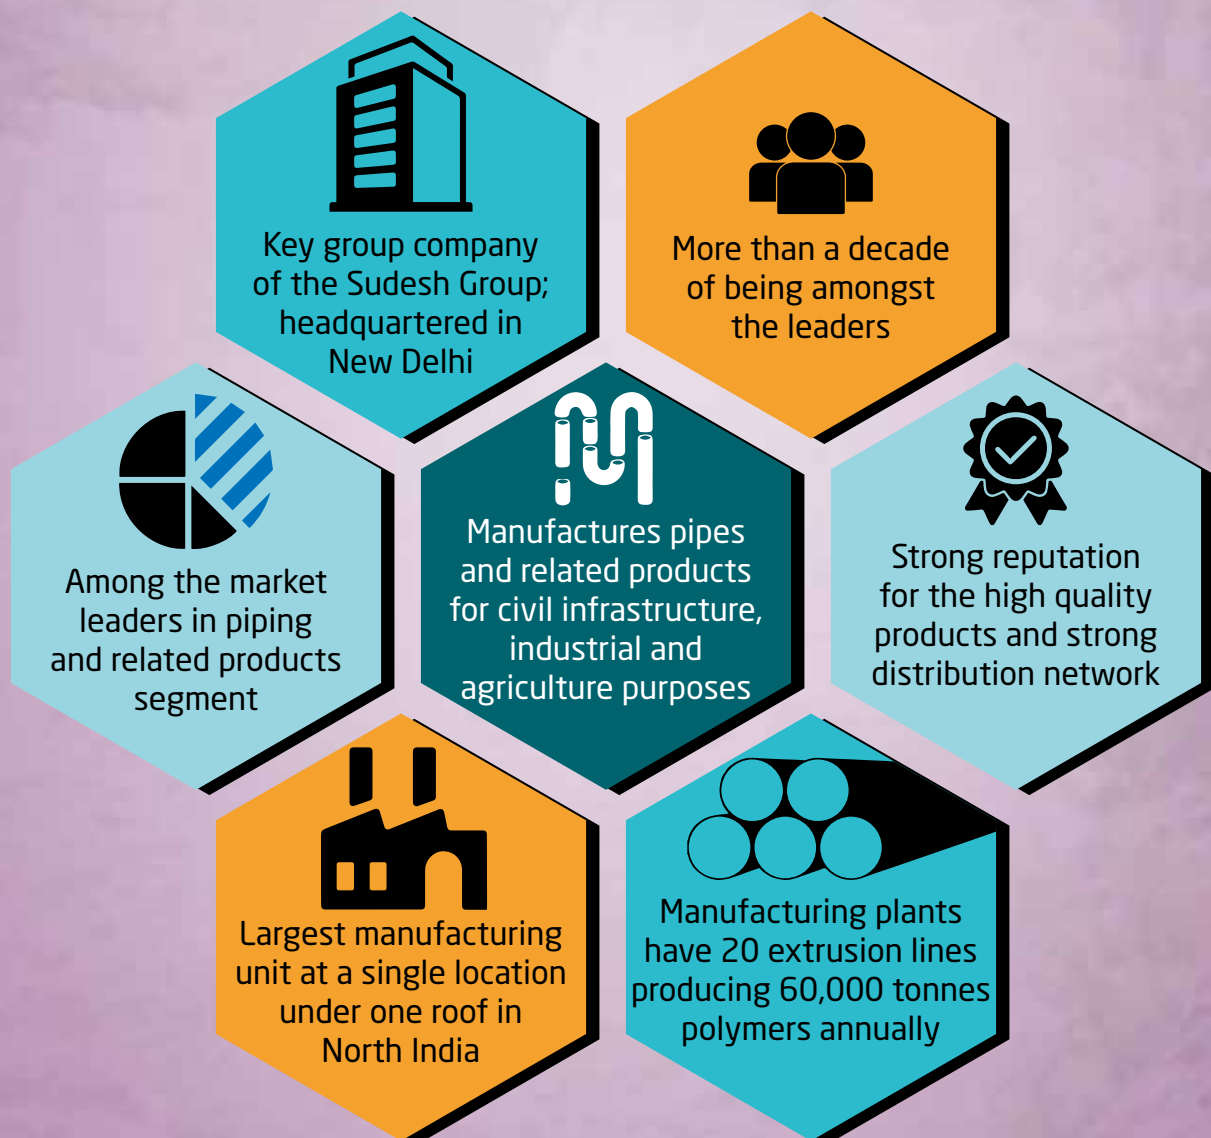 Key group company
of the Sudesh Group;
headquartered in
New Delhi
More than a decade
of being amongst
the leaders
Among the market
leaders in piping
and related products
segment
Manufactures pipes
and related products
for civil infrastructure,
industrial and
agriculture purposes
Strong reputation
for the high quality
products and strong
distribution network
Largest manufacturing
unit at a single location
under one roof in
North India
Manufacturing plants
have 20 extrusion lines
producing 60,000 tonnes
polymers annually